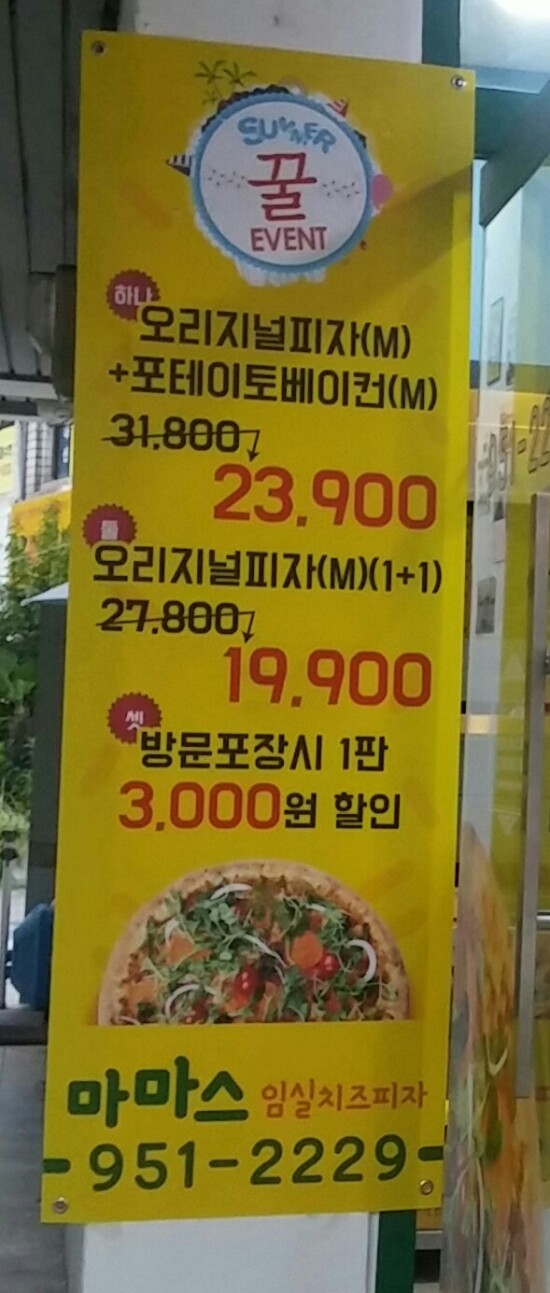 SUMMER
꿀
EVENT
하나
오리지널피자(M)
+포테이토베이컨(M)
31.800
23.900
둘
오리지널피자(M)(1+1)
27.800
19.900
셋
방문포장시 1판
3,000원 할인
마마스 임실치즈피자
-951-2229-